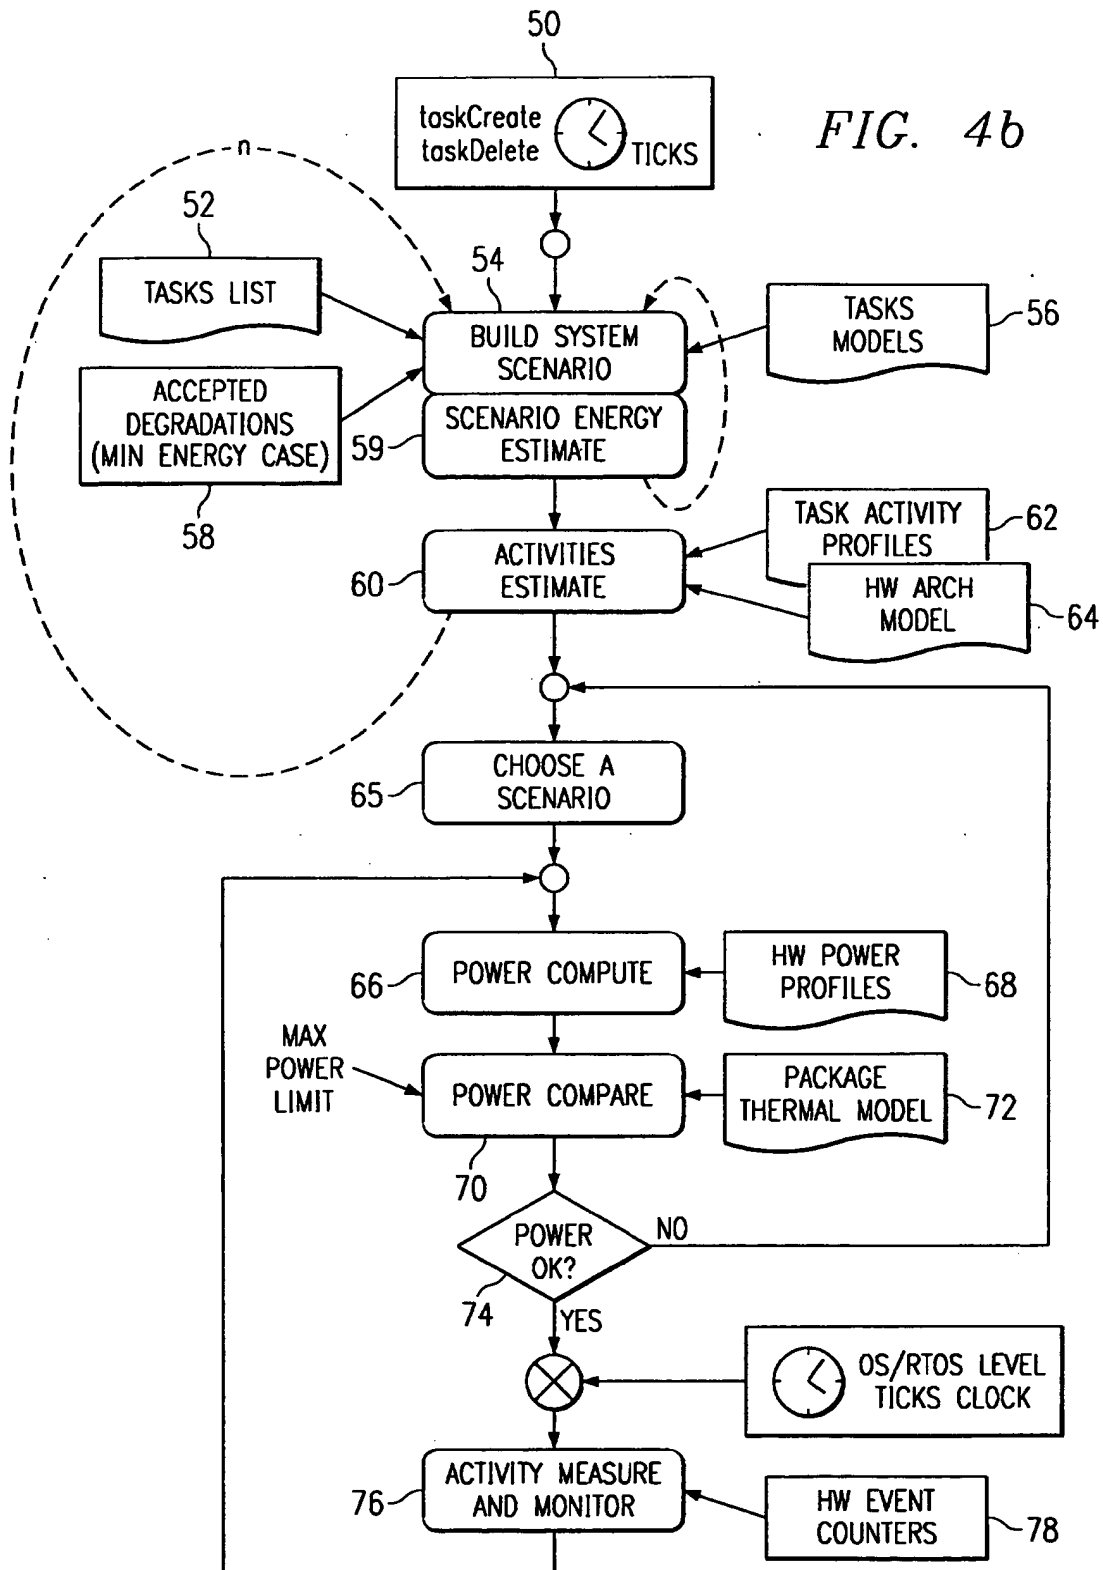 50
taskCreate
taskDelete
TICKS
FIG. 4b
n
52
TASKS LIST
54
BUILD SYSTEM
SCENARIO
TASKS
MODELS
56
ACCEPTED
DEGRADATIONS
(MIN ENERGY CASE)
58
59
SCENARIO ENERGY
ESTIMATE
60
ACTIVITIES
ESTIMATE
TASK ACTIVITY
PROFILES
62
HW ARCH
MODEL
64
65
CHOOSE A
SCENARIO
66
POWER COMPUTE
HW POWER
PROFILES
68
MAX
POWER
LIMIT
POWER COMPARE
70
PACKAGE
THERMAL MODEL
72
POWER
OK?
74
NO
YES
OS/RTOS LEVEL
TICKS CLOCK
76
ACTIVITY MEASURE
AND MONITOR
HW EVENT
COUNTERS
78